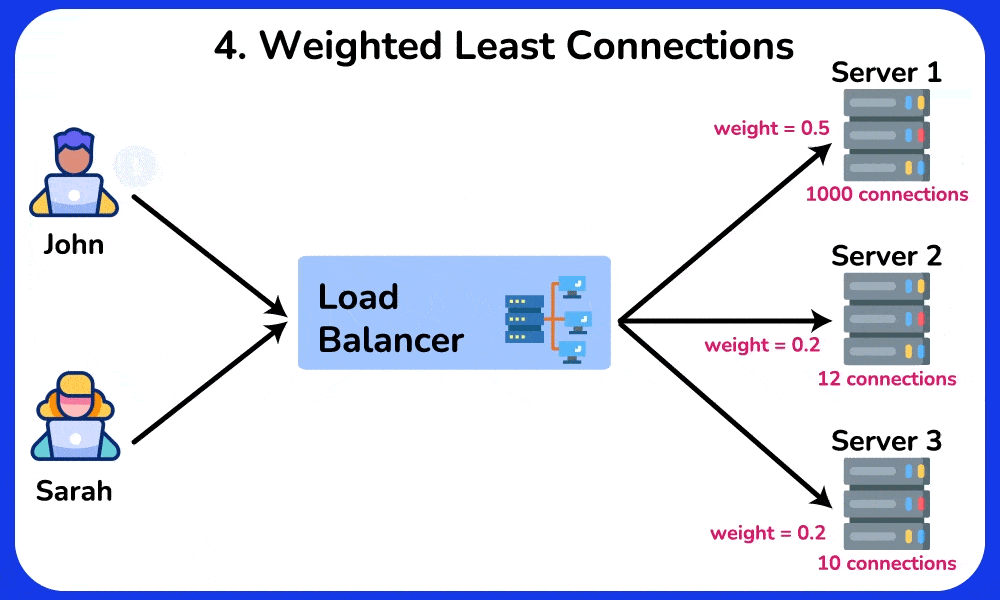 4. Weighted Least Connections
Server 1
weight = 0.5
1000 connections
John
Server 2
Load
Balancer
weight = 0.2
12 connections
Server 3
Sarah
weight = 0.2
10 connections